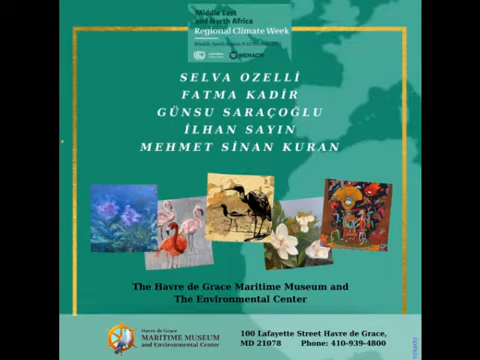 Middle East
and North Africa
Regional Climate Week
SELVA OZELLI
FATMA KADİR
GÜNSU SARAÇOĞLU
İLHAN SAYIN
MEHMET SİNAN KURAN
The Havre de Grace Maritime Museum and
The Environmental Center
Havre de Grace
MARITIME MUSEUM
and Environmental Center
100 Lafayette Street Havre de Grace,
MD 21078 Phone: 410-939-4800